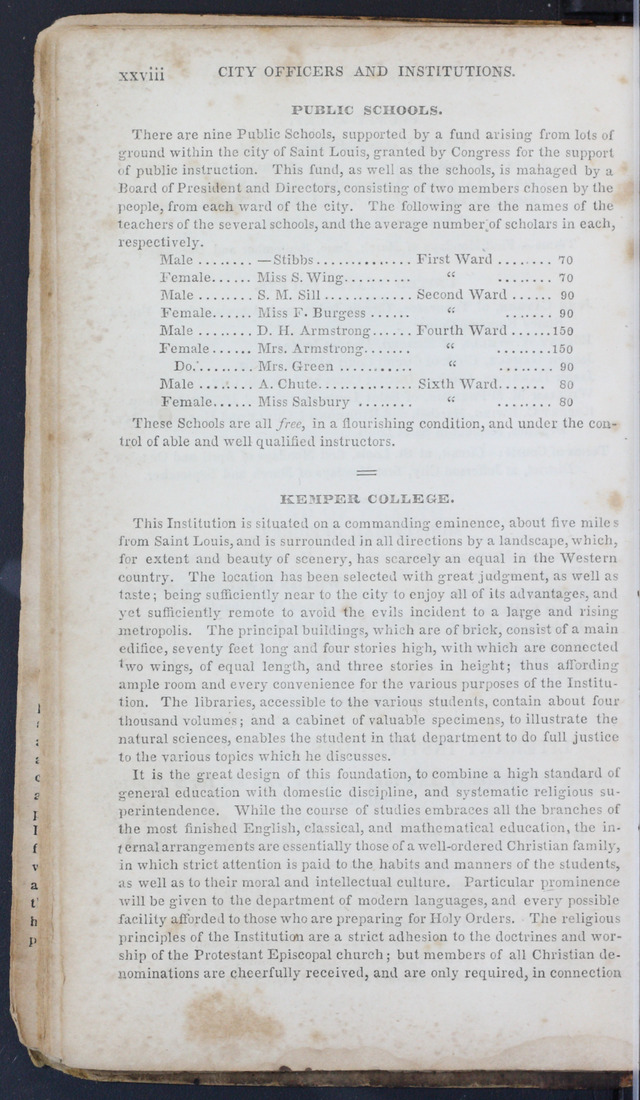 xxviii CITY OFFICERS AND INSTITUTIONS.
PUBLIC SCHOOLS.
There are nine Public Schools, supported by a fund arising from lots of
ground within the city of Saint Louis, granted by Congress for the support
of public instruction. This fund, as well as the schools, is mahaged by a
Board of President and Directors, consisting of two members chosen by the
people, from each ward of the city. The following are the names of the
teachers of the several schools, and the average number of scholars in each,
respectively.
Male ........ — Stibbs .............. First Ward ........ 70
Female...... Miss S. Wing.......... “ ........ 70
Male ........ S. M. Sill ............. Second Ward ...... 90
Female...... Miss F. Burgess ...... “ ....... 90
Male ........ D. H. Armstrong...... Fourth Ward ......150
Female...... Mrs. Armstrong....... “ ........150
Do......... Mrs. Green ........... “ ........ 90
Male ........ A. Chute.............. Sixth Ward....... 80
Female...... Miss Salsbury ........ “ ........ 80
These Schools are all free, in a flourishing condition, and under the con-
trol of able and well qualified instructors.
KEMPER COLLEGE.
This Institution is situated on a commanding eminence, about five miles
from Saint Louis, and is surrounded in all directions by a landscape, which,
for extent and beauty of scenery, has scarcely an equal in the Western
country. The location has been selected with great judgment, as well as
taste; being sufficiently near to the city to enjoy all of its advantages, and
yet sufficiently remote to avoid the evils incident to a large and rising
metropolis. The principal buildings, which are of brick, consist of a main
edifice, seventy feet long and four stories high, with which are connected
two wings, of equal length, and three stories in height; thus affording
ample room and every convenience for the various purposes of the Institu-
tion. The libraries, accessible to the various students, contain about four
thousand volumes; and a cabinet of valuable specimens, to illustrate the
natural sciences, enables the student in that department to do full justice
to the various topics which he discusses.
It is the great design of this foundation, to combine a high standard of
general education with domestic discipline, and systematic religious su-
perintendence. While the course of studies embraces all the branches of
the most finished English, classical, and mathematical education, the in-
ternal arrangements are essentially those of a well-ordered Christian family,
in which strict attention is paid to the habits and manners of the students,
as well as to their moral and intellectual culture. Particular prominence
will be given to the department of modern languages, and every possible
facility afforded to those who are preparing for Holy Orders. The religious
principles of the Institution are a strict adhesion to the doctrines and wor-
ship of the Protestant Episcopal church; but members of all Christian de-
nominations are cheerfully received, and are only required, in connection